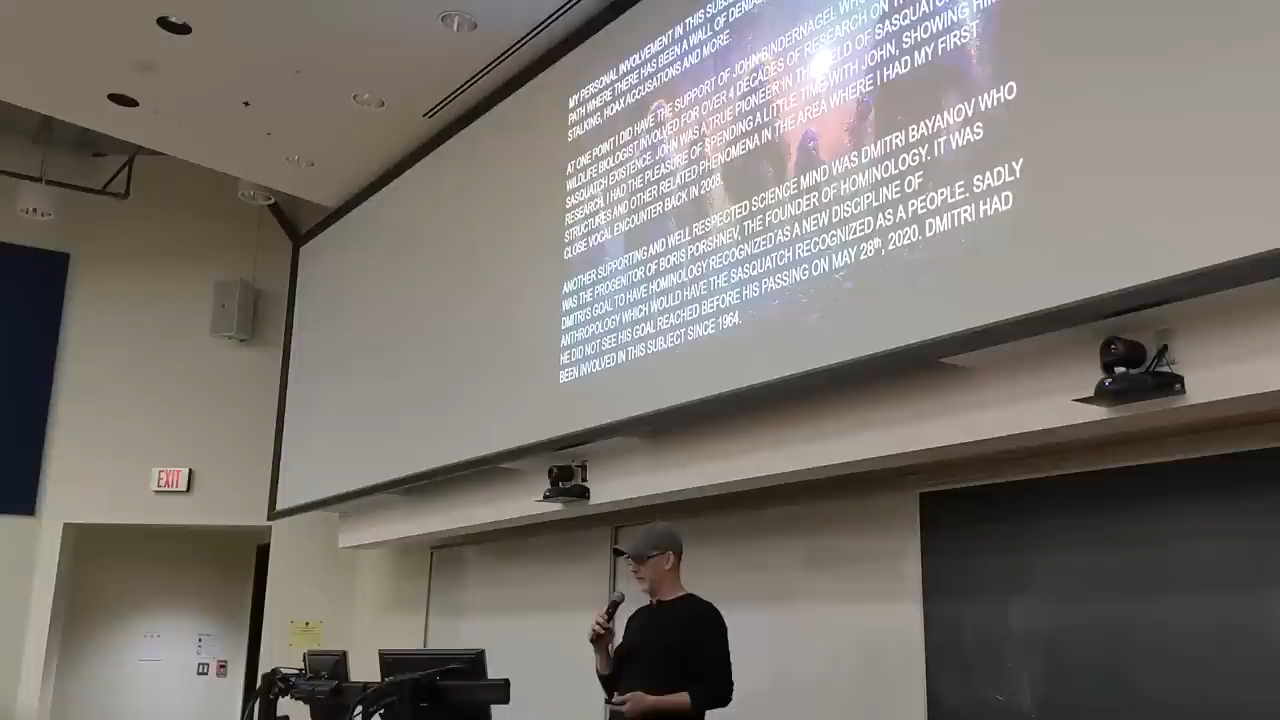 MY PERSONAL INVOLVEMENT IN THIS
PATH WHERE THERE HAS BEEN A WALL OF
STALKING, HOAX ACCUSATIONS AND MORE.
AT ONE POINT I DID HAVE THE SUPPORT OF JOHN BINDERNAGEL
WILDLIFE BIOLOGIST INVOLVED FOR OVER 4 DECADES OF RESEARCH ON
SASQUATCH EXISTENCE. JOHN WAS A TRUE PIONEER IN THE FIELD OF
RESEARCH. I HAD THE PLEASURE OF SPENDING A LITTLE TIME WITH JOHN, SHOWING HIM
STRUCTURES AND OTHER RELATED PHENOMENA IN THE AREA WHERE I HAD MY FIRST
CLOSE VOCAL ENCOUNTER BACK IN 2008.
ANOTHER SUPPORTING AND WELL RESPECTED SCIENCE MIND WAS DMITRI BAYANOV WHO
WAS THE PROGENITOR OF BORIS PORSHNEV, THE FOUNDER OF HOMINOLOGY. IT WAS
DMITRI'S GOAL TO HAVE HOMINOLOGY RECOGNIZED AS A NEW DISCIPLINE OF
ANTHROPOLOGY WHICH WOULD HAVE THE SASQUATCH RECOGNIZED AS A PEOPLE. SADLY
HE DID NOT SEE HIS GOAL REACHED BEFORE HIS PASSING ON MAY 28th, 2020. DMITRI HAD
BEEN INVOLVED IN THIS SUBJECT SINCE 1964.
EXIT